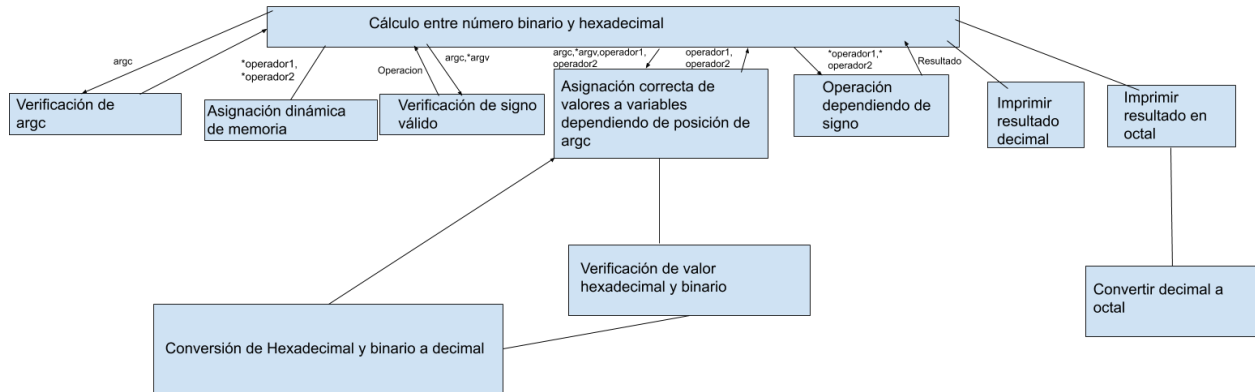 Cálculo entre número binario y hexadecimal
argc
*operador1,
*operador2
Operacion
argc,*argv
argc,*argv,operador1,
operador2
operador1,
operador2
*operador1,*
operador2
Resultado
Verificación de
argc
Asignación dinámica
de memoria
Verificación de signo
válido
Asignación correcta de
valores a variables
dependiendo de posición de
argc
Operación
dependiendo de
signo
Imprimir
resultado
decimal
Imprimir
resultado en
octal
Verificación de valor
hexadecimal y binario
Convertir decimal a
octal
Conversión de Hexadecimal y binario a decimal